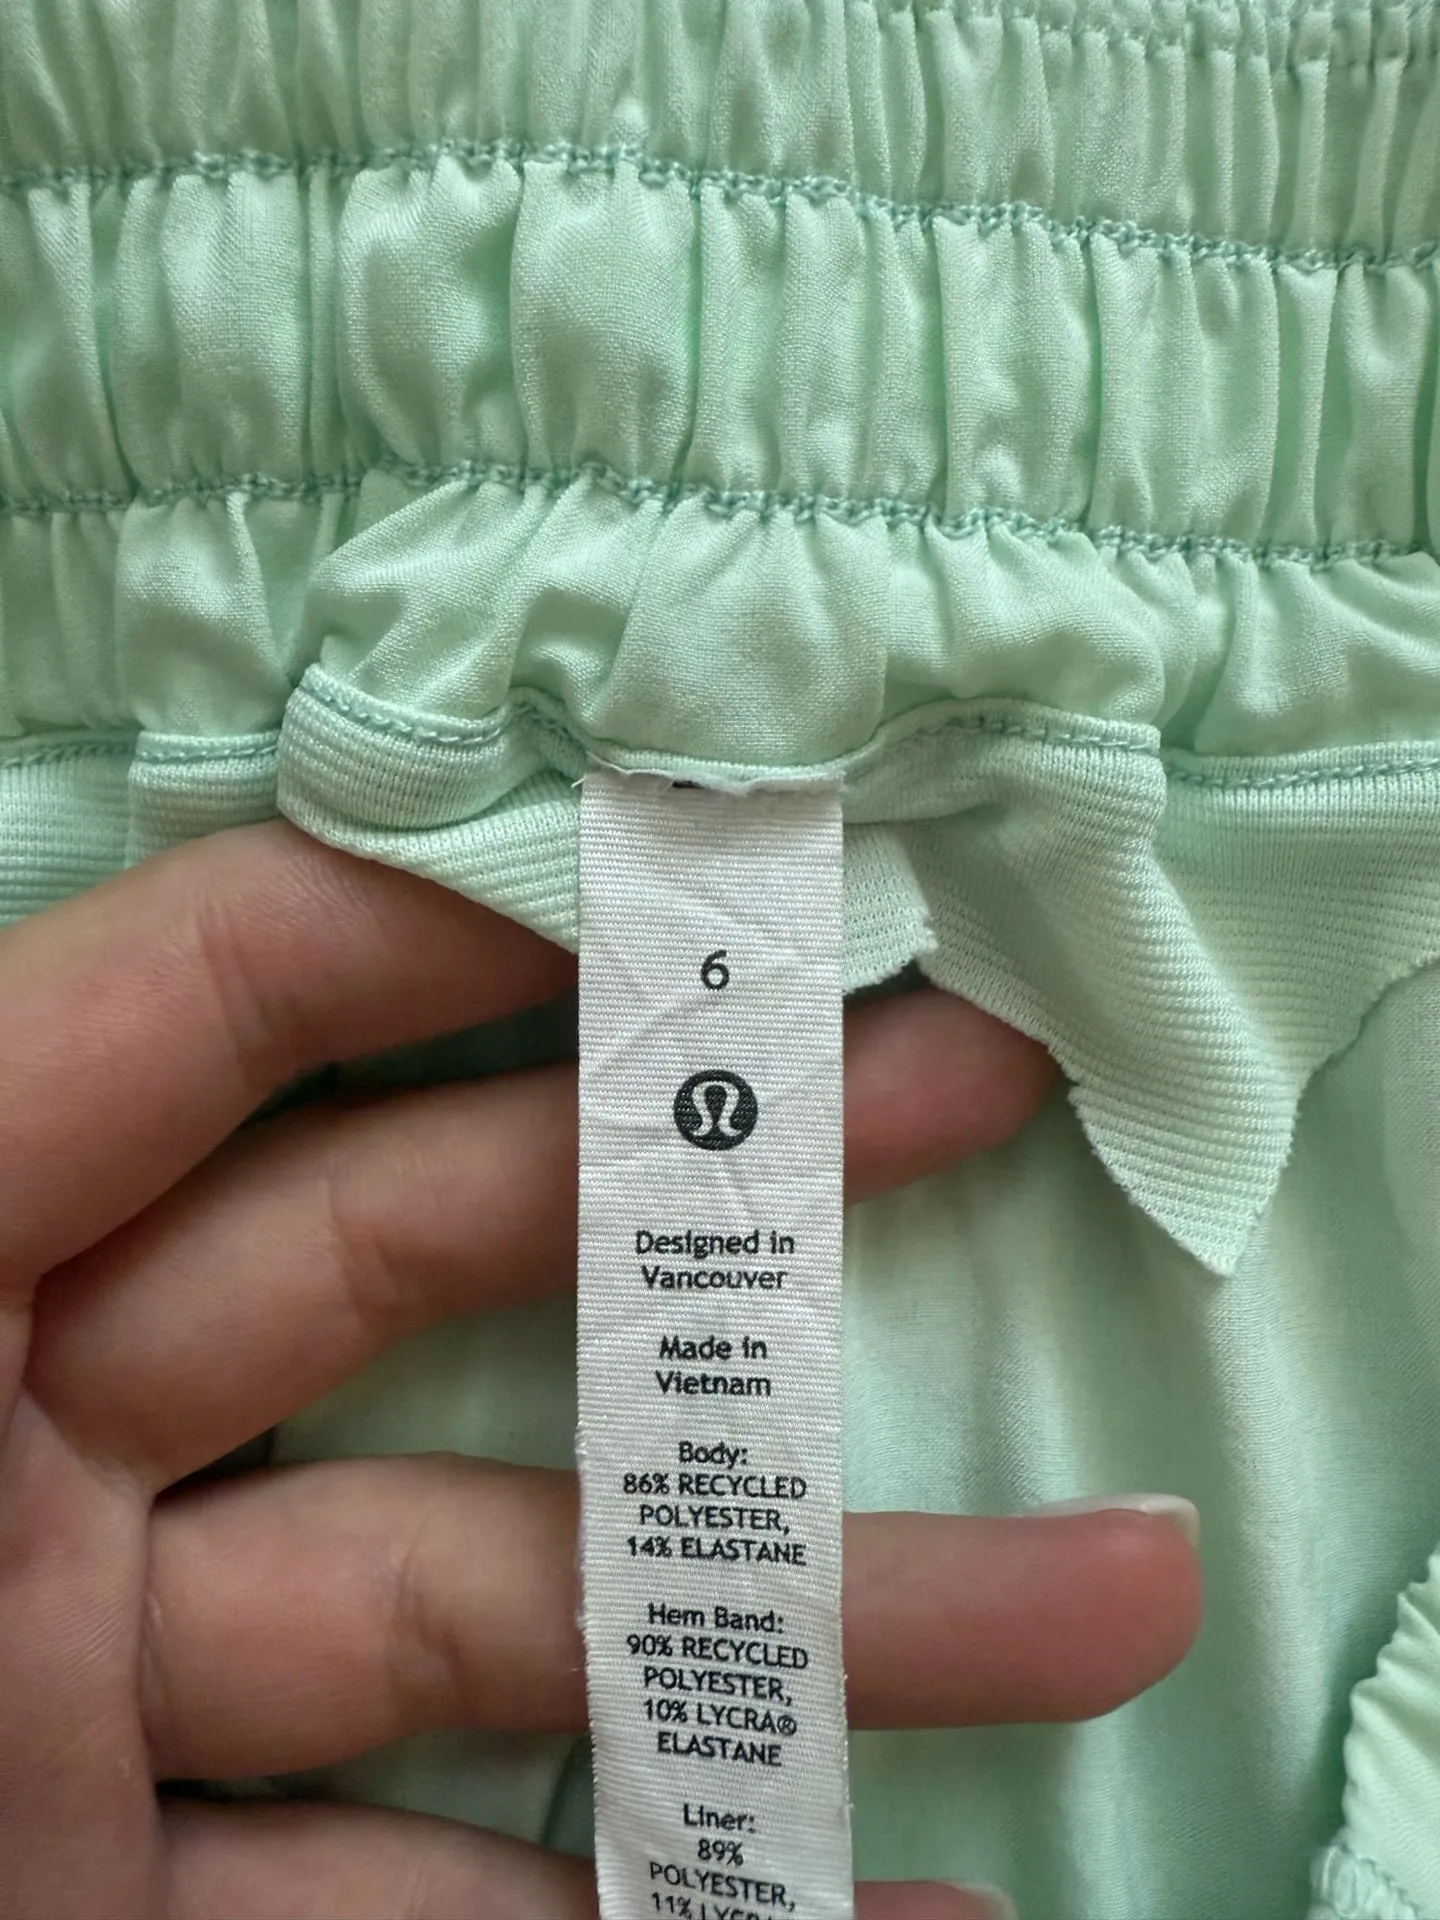 6
Designed in
Vancouver
Made in
Vietnam
Body:
86% RECYCLED
POLYESTER,
14% ELASTANE
Hem Band:
90% RECYCLED
POLYESTER,
10% LYCRA®
ELASTANE
Liner:
89%
POLYESTER,
11%